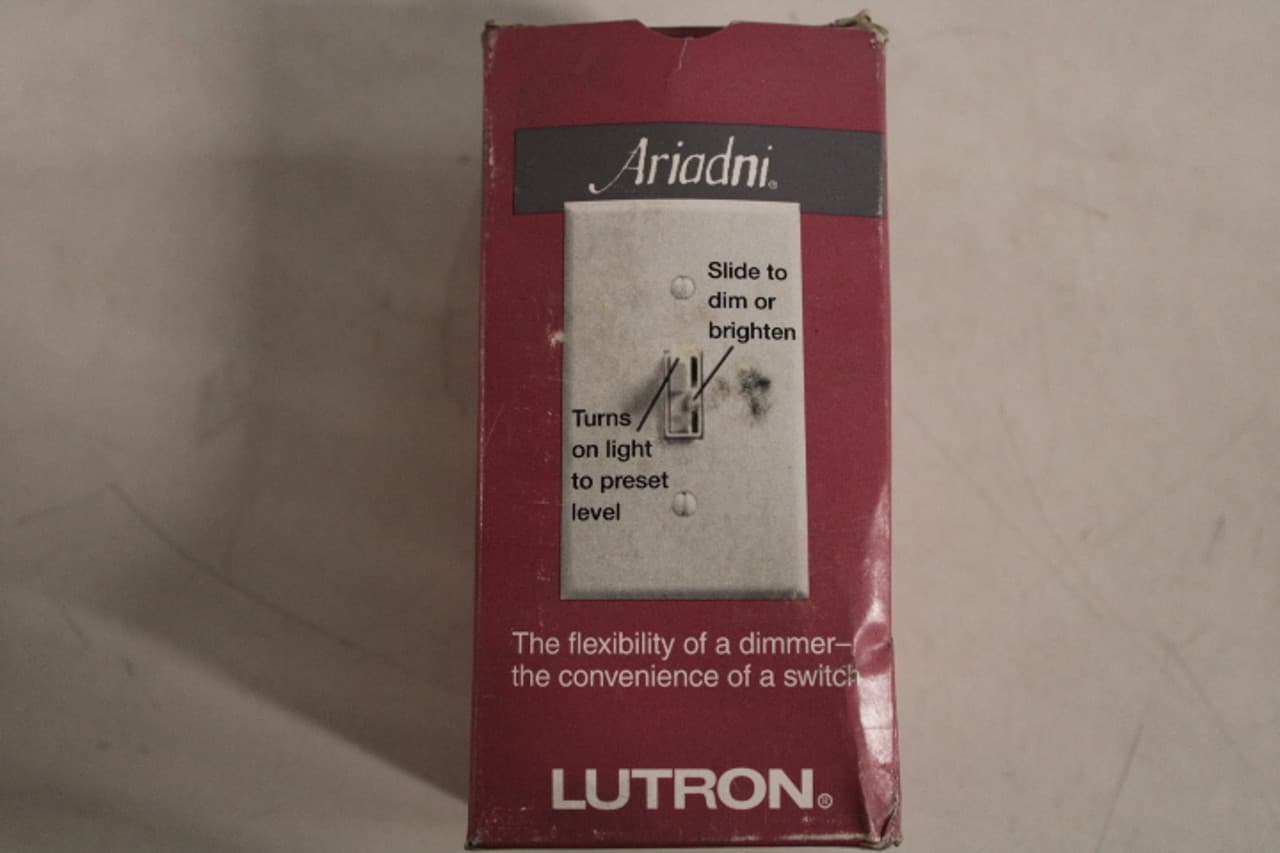 Ariadni®
Slide to
dim or
brighten
Turns
on light
to preset
level
The flexibility of a dimmer–
the convenience of a switch
LUTRON®